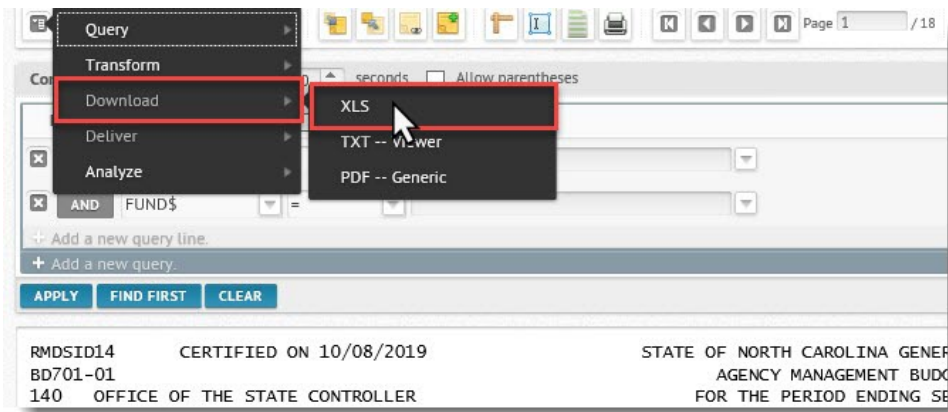 Query
Page 1 / 18
Transform
Con
seconds Allow parentheses
Download
XLS
Deliver
TXT -- Viewer
Analyze
PDF -- Generic
AND FUND$ =
+ Add a new query line.
+ Add a new query.
APPLY FIND FIRST CLEAR
RMDSID14 CERTIFIED ON 10/08/2019 STATE OF NORTH CAROLINA GENER
BD701-01 AGENCY MANAGEMENT BUDG
140 OFFICE OF THE STATE CONTROLLER FOR THE PERIOD ENDING SE